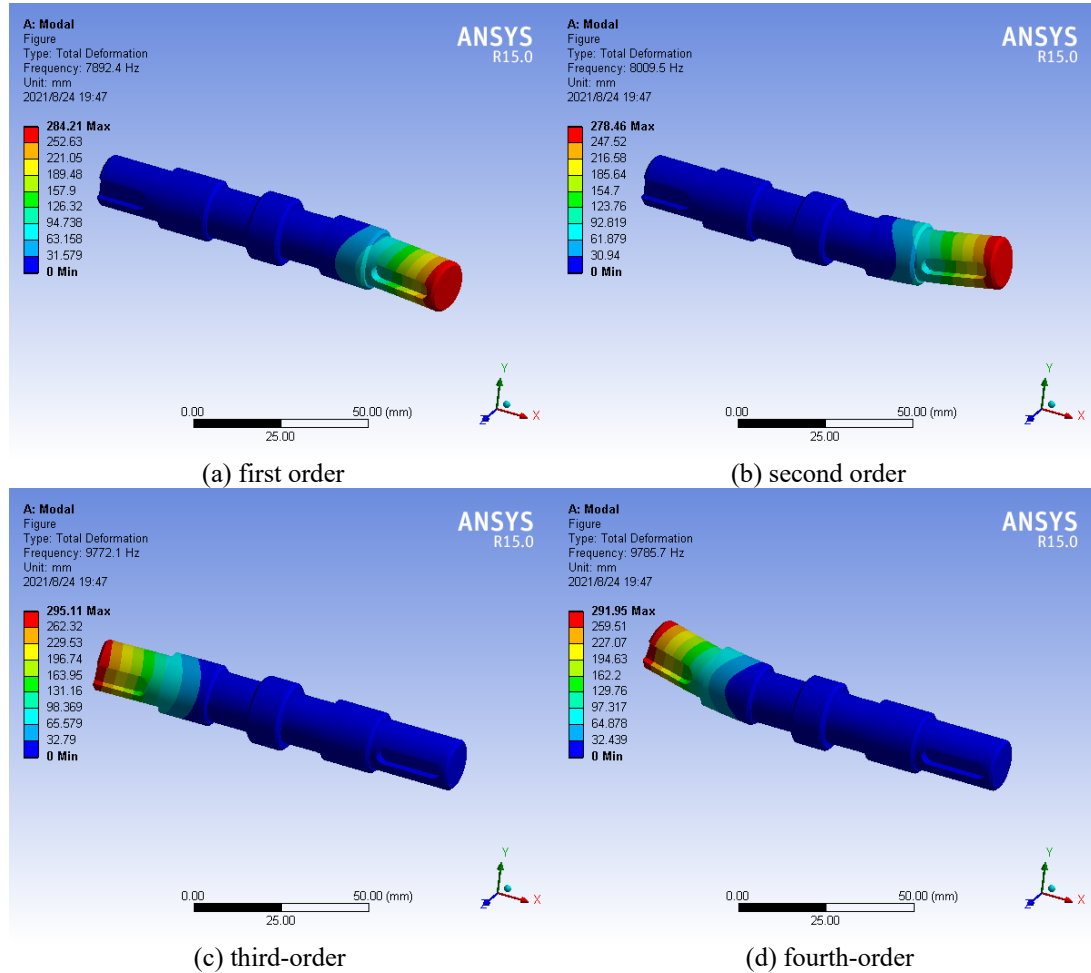 A: Modal
Figure
Type: Total Deformation
Frequency: 7892.4 Hz
Unit: mm
2021/8/24 19:47
ANSYS
R15.0
284.21 Max
252.63
221.05
189.48
157.9
126.32
94.738
63.158
31.579
0 Min
Y
X
Z
0.00
50.00 (mm)
25.00
(a) first order
A: Modal
Figure
Type: Total Deformation
Frequency: 8009.5 Hz
Unit: mm
2021/8/24 19:47
ANSYS
R15.0
278.46 Max
247.52
216.58
185.64
154.7
123.76
92.819
61.879
30.94
0 Min
Y
X
Z
0.00
50.00 (mm)
25.00
(b) second order
A: Modal
Figure
Type: Total Deformation
Frequency: 9772.1 Hz
Unit: mm
2021/8/24 19:47
ANSYS
R15.0
295.11 Max
262.32
229.53
196.74
163.95
131.16
98.369
65.579
32.79
0 Min
Y
X
Z
0.00
50.00 (mm)
25.00
(c) third-order
A: Modal
Figure
Type: Total Deformation
Frequency: 9785.7 Hz
Unit: mm
2021/8/24 19:47
ANSYS
R15.0
291.95 Max
259.51
227.07
194.63
162.2
129.76
97.317
64.878
32.439
0 Min
Y
X
Z
0.00
50.00 (mm)
25.00
(d) fourth-order